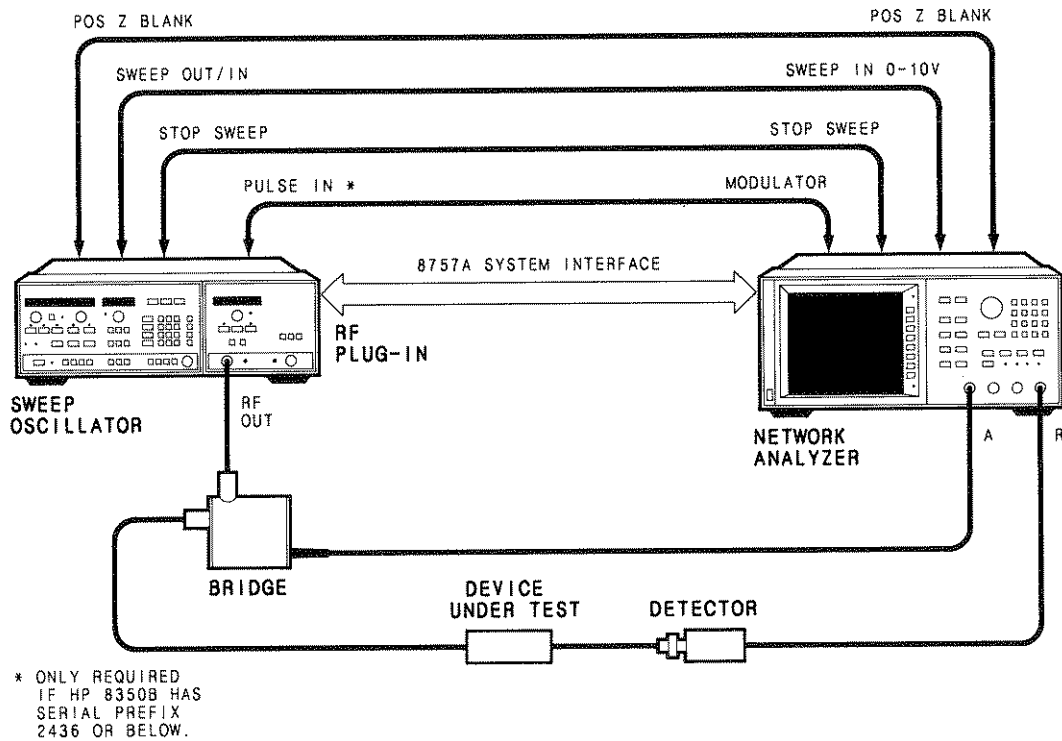 POS Z BLANK
POS Z BLANK
SWEEP OUT/IN
SWEEP IN 0-10V
STOP SWEEP
STOP SWEEP
PULSE IN *
MODULATOR
8757A SYSTEM INTERFACE
RF
PLUG-IN
SWEEP
OSCILLATOR
RF
OUT
NETWORK
ANALYZER
A
R
BRIDGE
DEVICE
UNDER TEST
DETECTOR
* ONLY REQUIRED
IF HP 8350B HAS
SERIAL PREFIX
2436 OR BELOW.